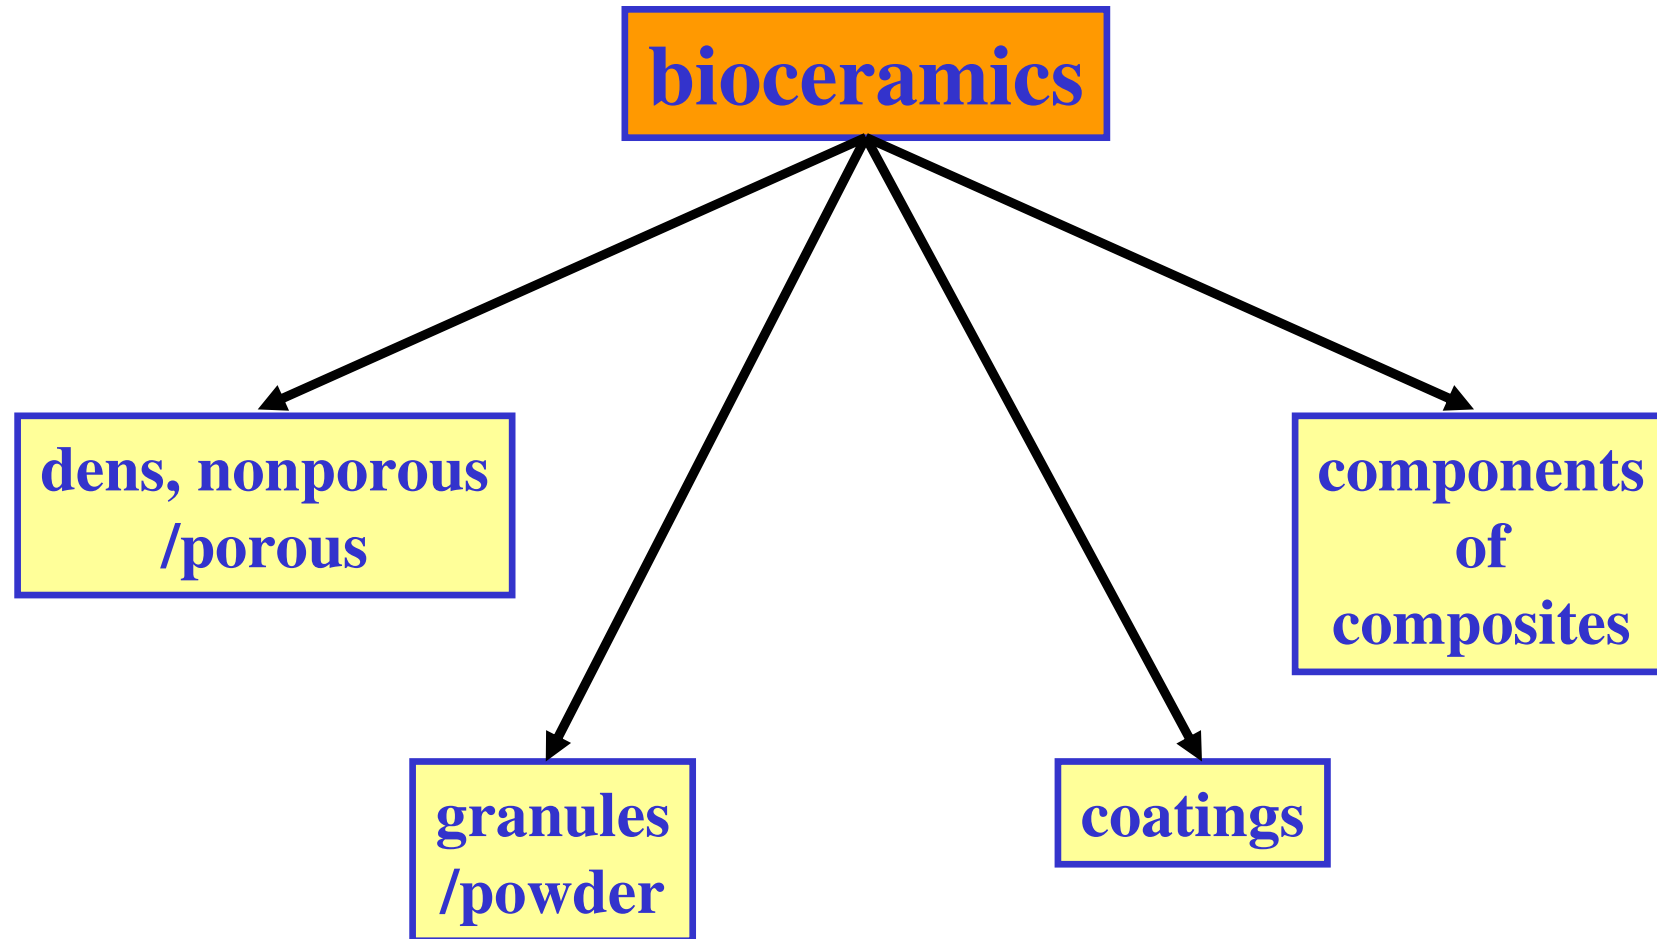 bioceramics
dens, nonporous
/porous
components
of
composites
granules
/powder
coatings